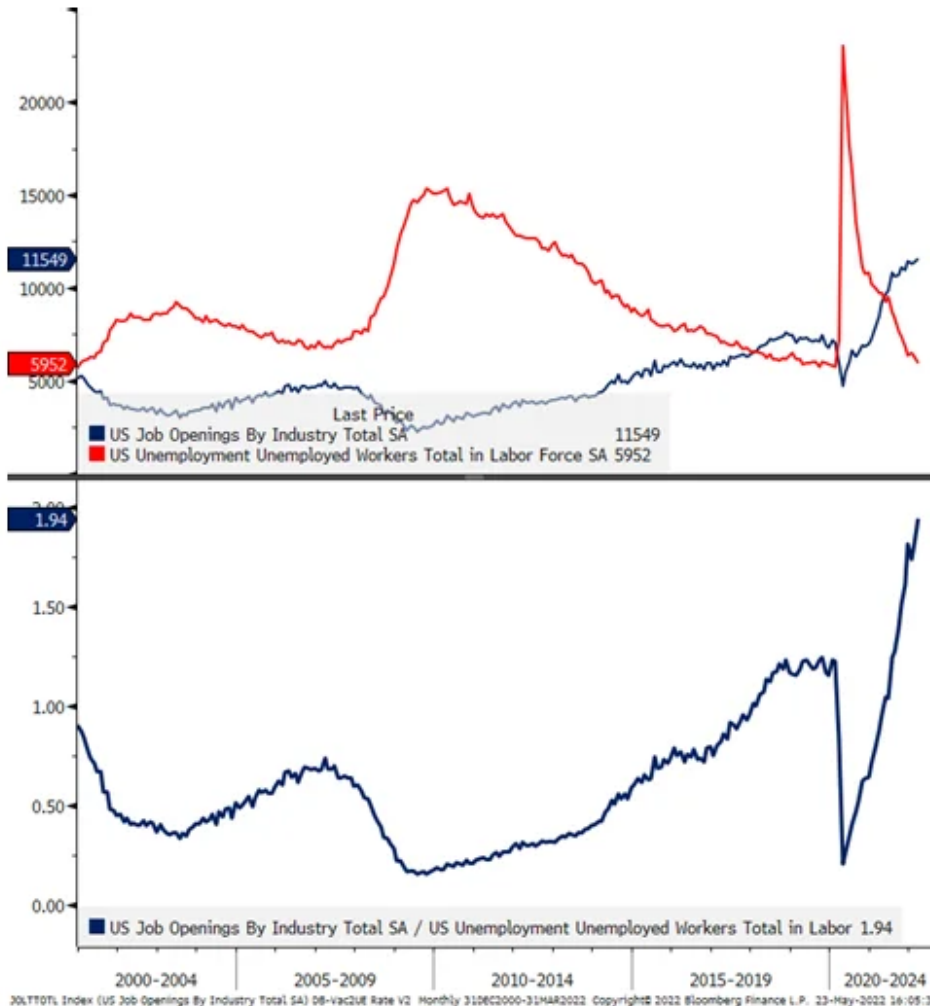 20000
15000
11549
10000
5952
5000
Last Price
US Job Openings By Industry Total SA 11549
US Unemployment Unemployed Workers Total in Labor Force SA 5952
2.00
1.94
1.50
1.00
0.50
0.00
US Job Openings By Industry Total SA / US Unemployment Unemployed Workers Total in Labor 1.94
2000-2004 2005-2009 2010-2014 2015-2019 2020-2024
JOLTTOTL Index (US Job Openings By Industry Total SA) DB-Vac2UE Rate V2 Monthly 31DEC2000-31MAR2022 Copyright© 2022 Bloomberg Finance L.P. 23-May-2022